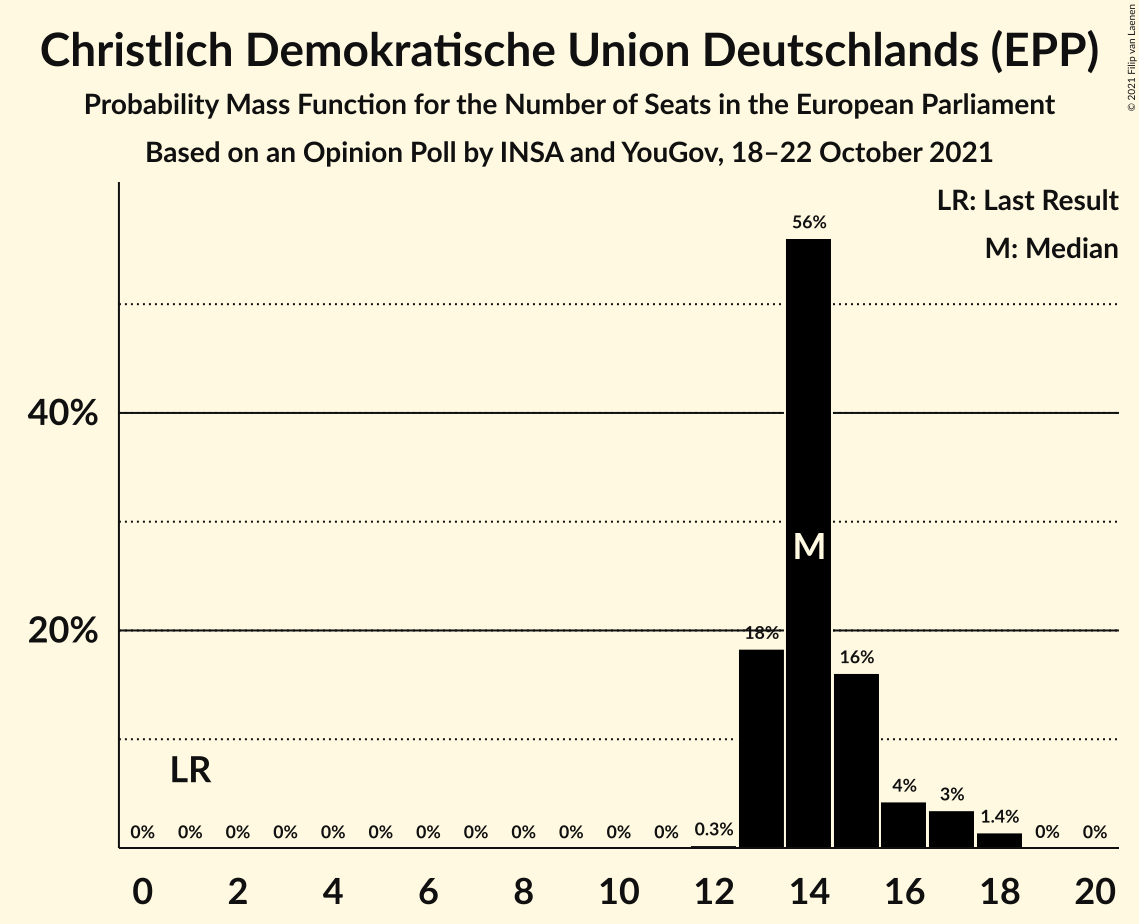 Christlich Demokratische Union Deutschlands (EPP)
Probability Mass Function for the Number of Seats in the European Parliament
Based on an Opinion Poll by INSA and YouGov, 18–22 October 2021
© 2021 Filip van Laenen
LR: Last Result
M: Median
56%
40%
M
20%
18%
16%
LR
4%
3%
1.4%
0% 0% 0% 0% 0% 0% 0% 0% 0% 0% 0% 0% 0.3% 0% 0%
0 2 4 6 8 10 12 14 16 18 20